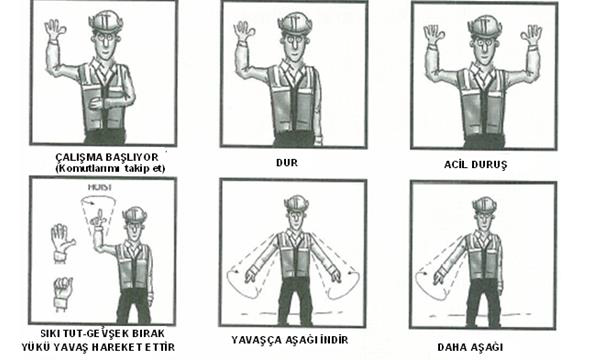 ÇALIŞMA BAŞLIYOR
(Komutlarımı takip et)
DUR
ACİL DURUŞ
HOIST
SIKI TUT-GEVŞEK BIRAK
YÜKÜ YAVAŞ HAREKET ETTİR
YAVAŞÇA AŞAĞI İNDİR
DAHA AŞAĞI